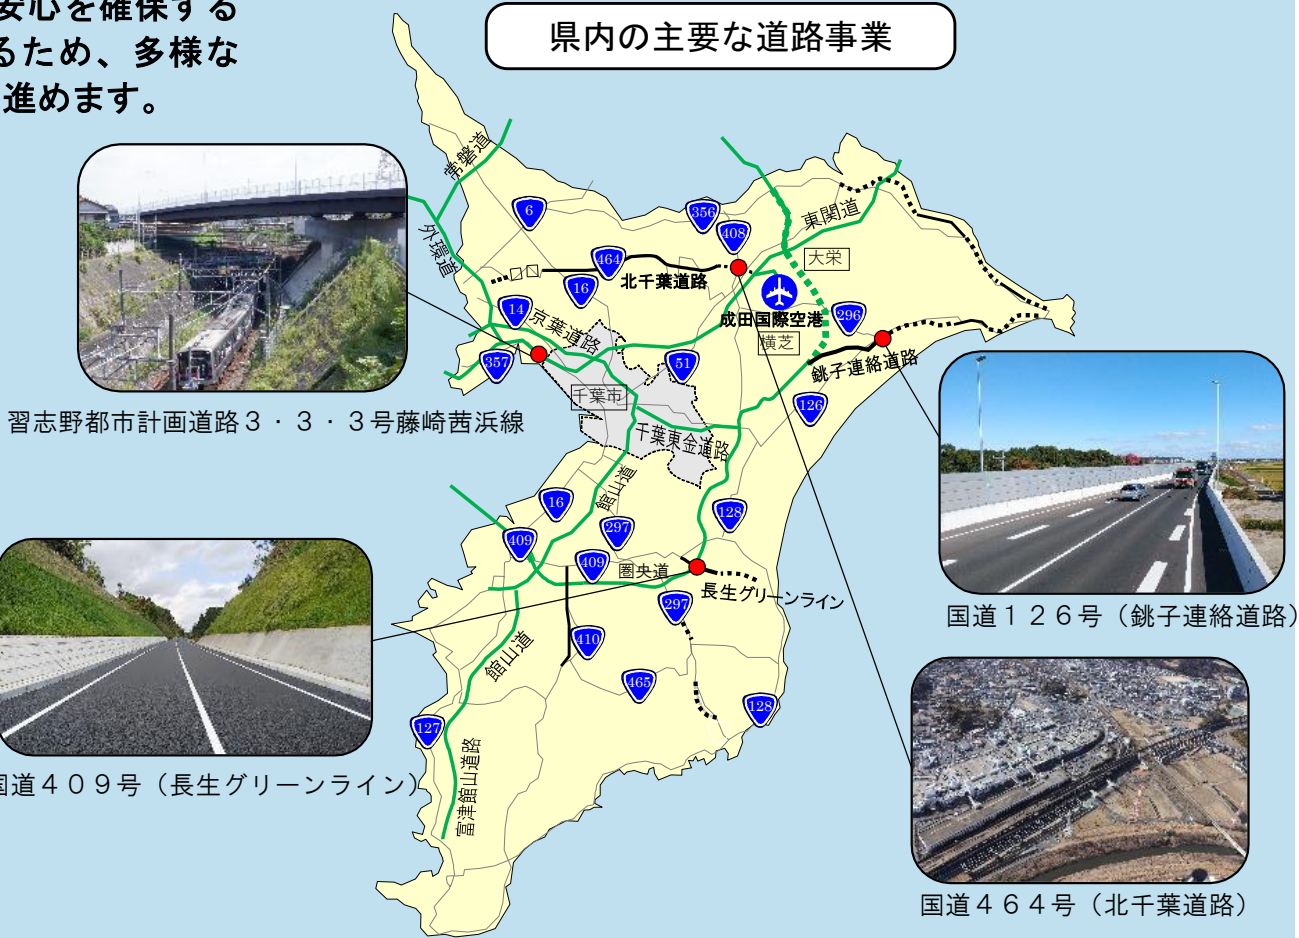 安心を確保する
るため、多様な
進めます。
県内の主要な道路事業
常磐道
外環道
6
356
408
東関道
大栄
464
北千葉道路
16
14
京葉道路
成田国際空港
296
横芝
357
51
銚子連絡道路
千葉市
126
千葉東金道路
習志野都市計画道路３・３・３号藤崎茜浜線
館山道
16
297
128
409
409
圏央道
長生グリーンライン
297
国道１２６号（銚子連絡道路）
410
館山道
465
128
127
富津館山道路
国道４０９号（長生グリーンライン）
国道４６４号（北千葉道路）